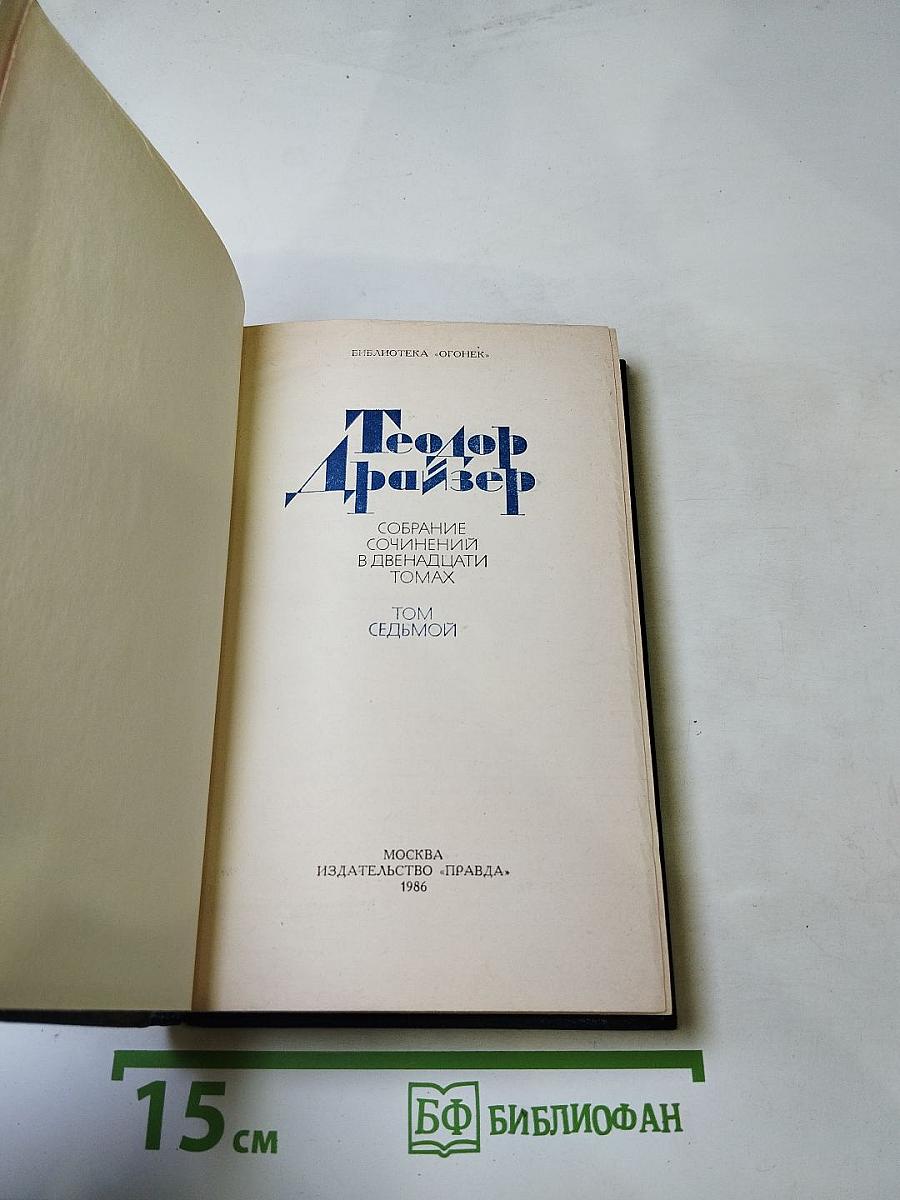 БИБЛИОТЕКА «ОГОНЕК»
Теодор
Драйзер
СОБРАНИЕ
СОЧИНЕНИЙ
В ДВЕНАДЦАТИ
ТОМАХ
ТОМ
СЕДЬМОЙ
МОСКВА
ИЗДАТЕЛЬСТВО «ПРАВДА»
1986
15 см
БФ БИБЛИОФАН